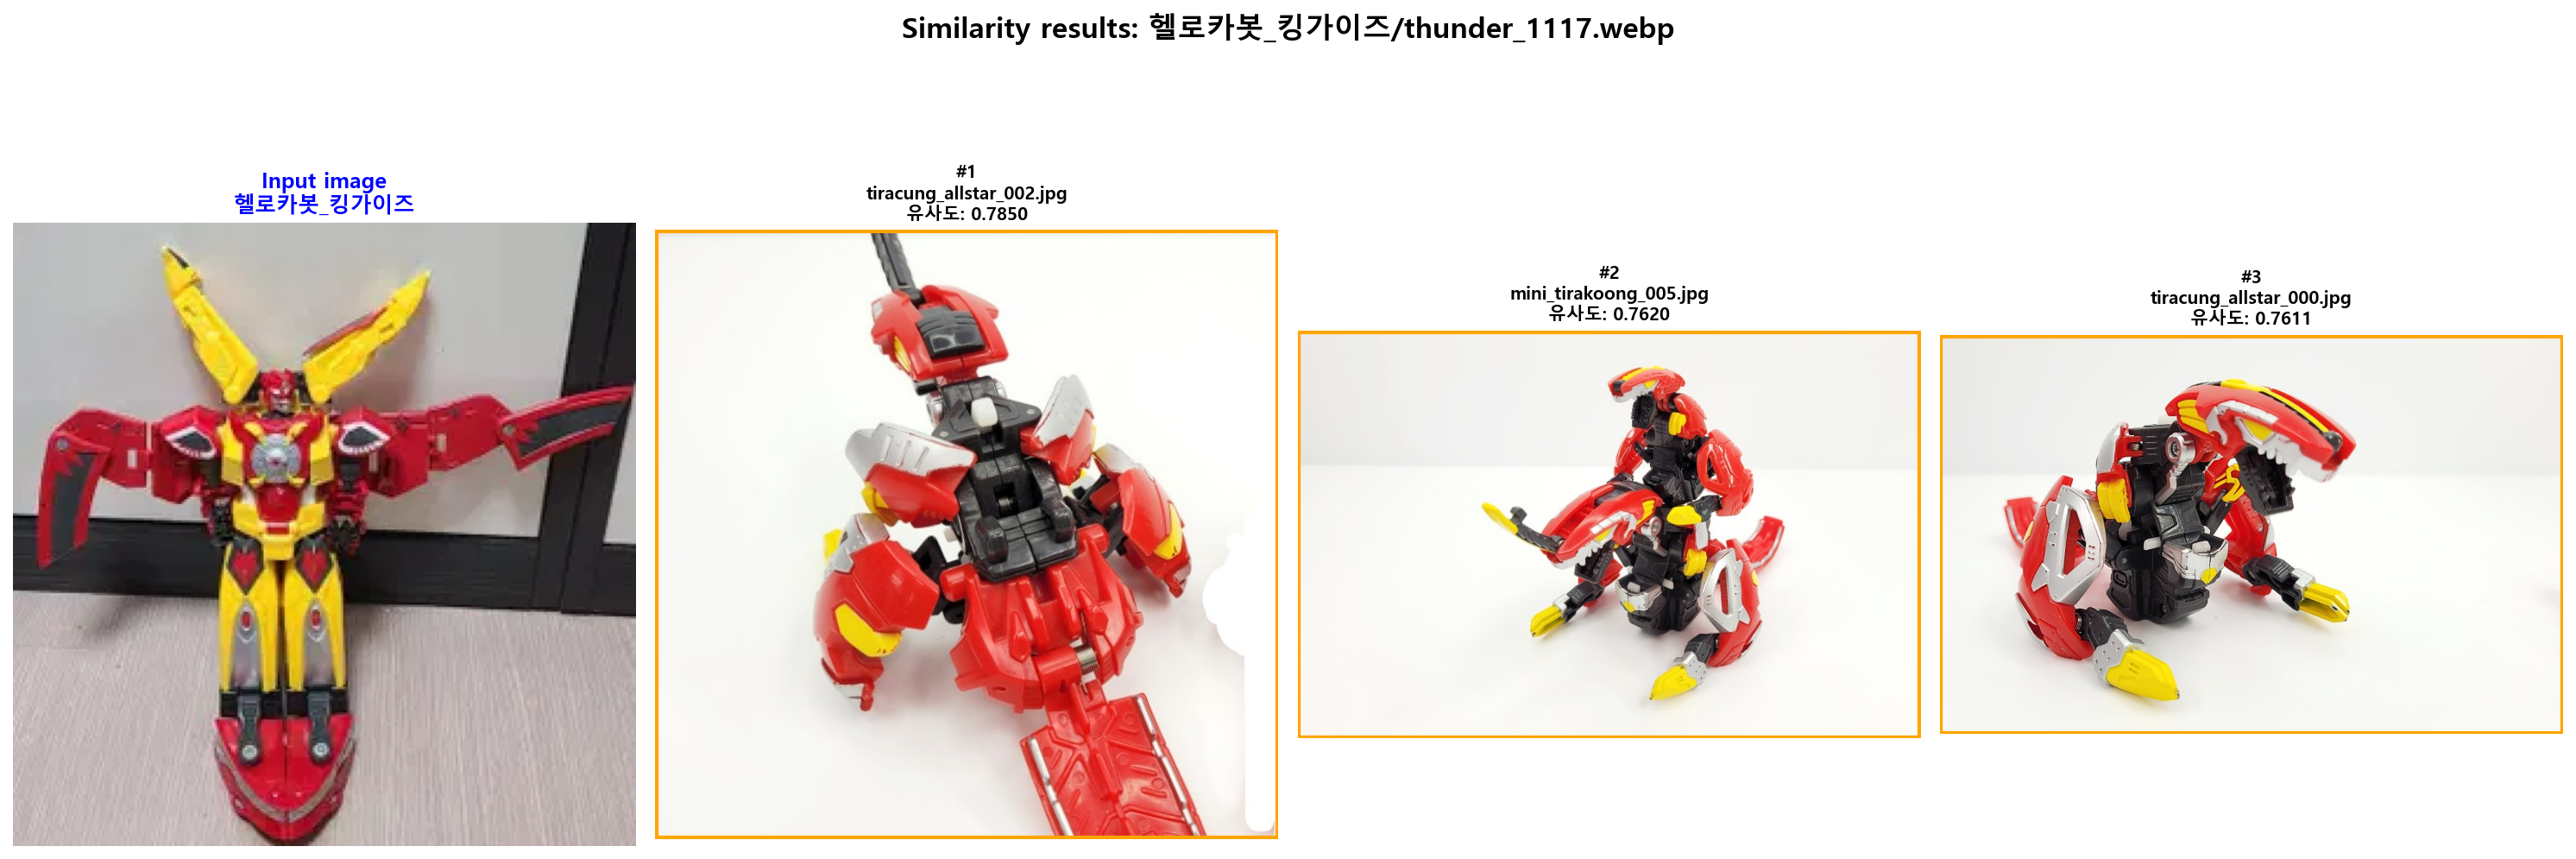 Similarity results: 헬로카봇_킹가이즈/thunder_1117.webp
Input image
헬로카봇_킹가이즈
#1
tiracung_allstar_002.jpg
유사도: 0.7850
#2
mini_tirakoong_005.jpg
유사도: 0.7620
#3
tiracung_allstar_000.jpg
유사도: 0.7611